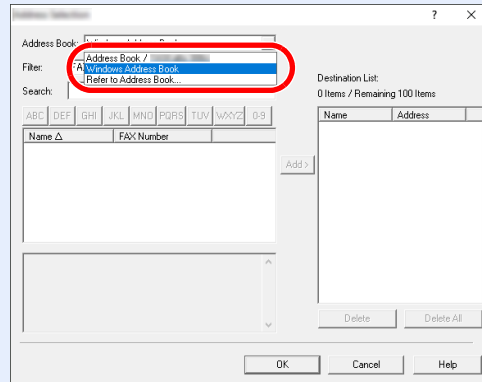 ? X
Address Book:
Address Book /
Windows Address Book
Refer to Address Book...
Filter:
Search:
Destination List:
0 Items / Remaining 100 Items
ABC DEF GHI JKL MNO PQRS TUV WXYZ 0-9
Name △ FAX Number
Name Address
Add >
Delete Delete All
OK Cancel Help